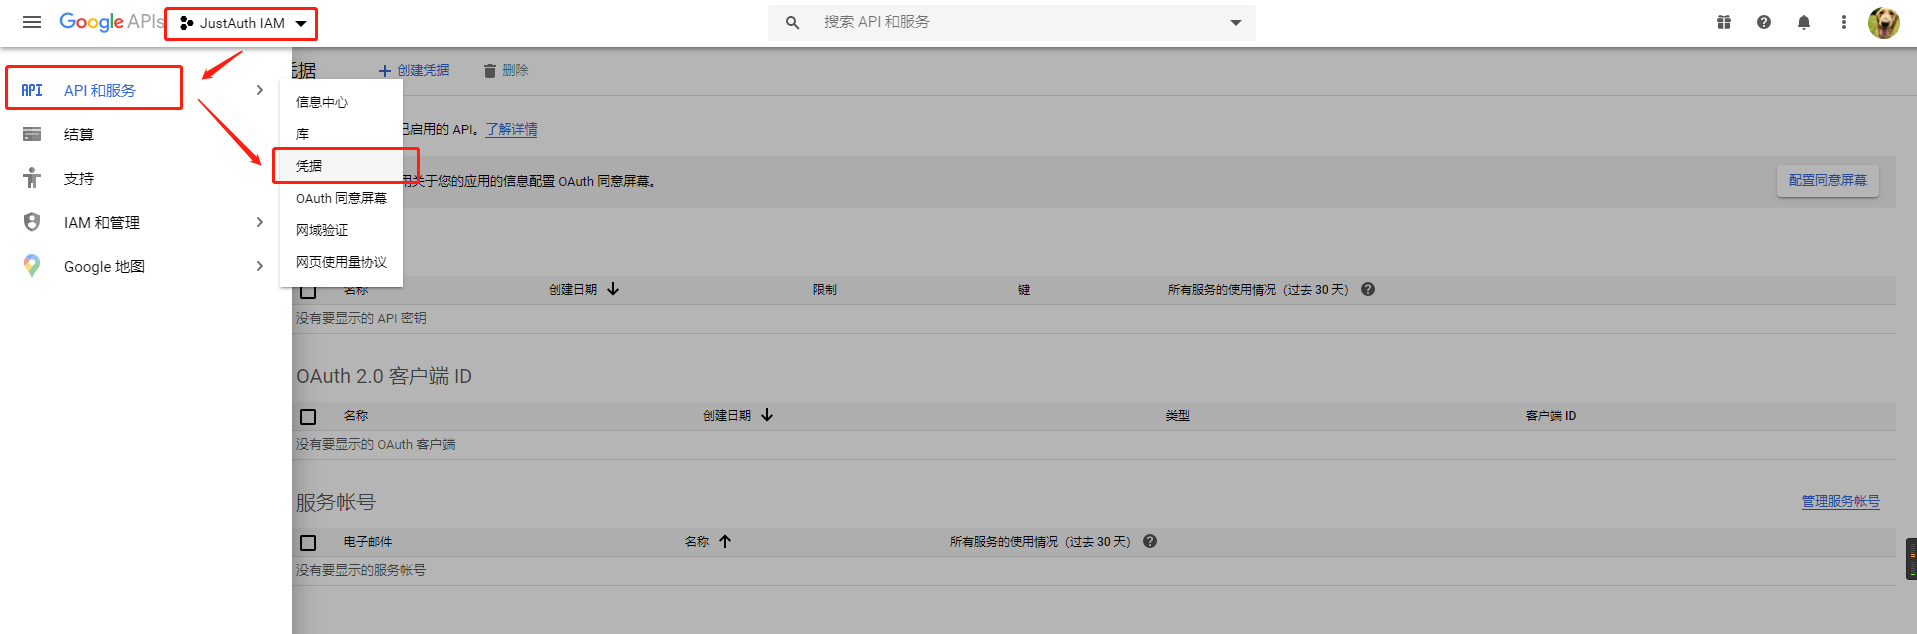 Google APIs
JustAuth IAM
搜索 API 和服务
API API 和服务
结算
支持
IAM 和管理
Google 地图
凭据
创建凭据
删除
信息中心
库
凭据
OAuth 同意屏幕
网域验证
网页使用量协议
已启用的 API。了解详情
用关于您的应用的信息配置 OAuth 同意屏幕。
配置同意屏幕
名称 创建日期 限制 键 所有服务的使用情况（过去 30 天）
没有要显示的 API 密钥
OAuth 2.0 客户端 ID
名称 创建日期 类型 客户端 ID
没有要显示的 OAuth 客户端
服务帐号
管理服务帐号
电子邮件 名称 所有服务的使用情况（过去 30 天）
没有要显示的服务帐号